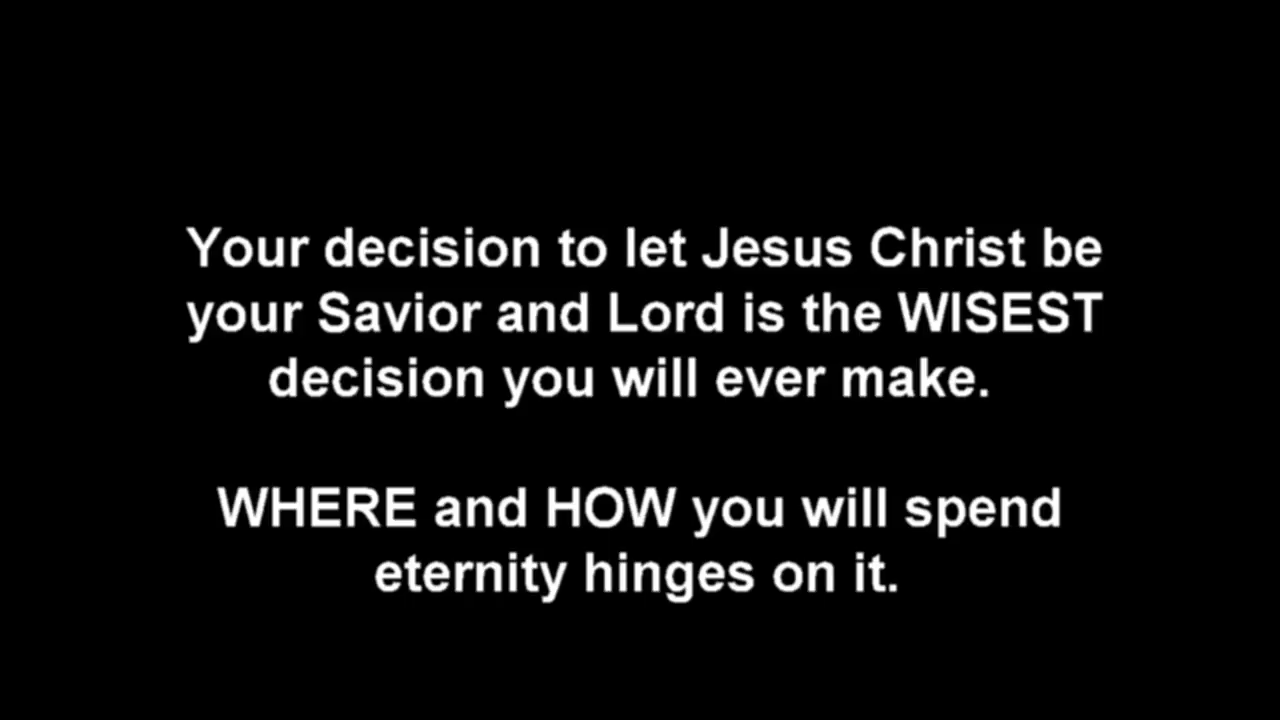 Your decision to let Jesus Christ be
your Savior and Lord is the WISEST
decision you will ever make.
WHERE and HOW you will spend
eternity hinges on it.